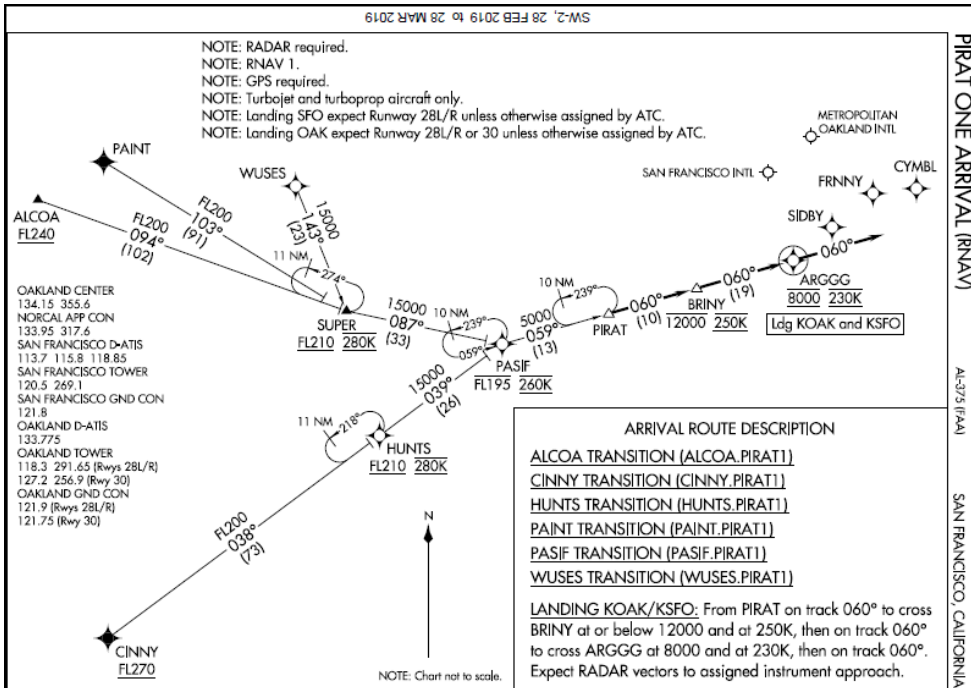 SW-2, 28 FEB 2019 to 28 MAR 2019
PIRAT ONE ARRIVAL (RNAV)
AL-375 (FAA)
SAN FRANCISCO, CALIFORNIA
NOTE: RADAR required.
NOTE: RNAV 1.
NOTE: GPS required.
NOTE: Turbojet and turboprop aircraft only.
NOTE: Landing SFO expect Runway 28L/R unless otherwise assigned by ATC.
NOTE: Landing OAK expect Runway 28L/R or 30 unless otherwise assigned by ATC.
METROPOLITAN
OAKLAND INTL
SAN FRANCISCO INTL
CYMBL
FRNNY
SIDBY
PAINT
WUSES
ALCOA
FL240
FL200
103°
(91)
FL200
094°
(102)
15000
143°
(23)
11 NM
274°
SUPER
FL210 280K
15000
087°
(33)
10 NM
239°
059°
PASIF
FL195 260K
5000
059°
(13)
10 NM
239°
PIRAT
060°
(10)
BRINY
12000 250K
060°
(19)
ARGGG
8000 230K
060°
Ldg KOAK and KSFO
15000
039°
(26)
11 NM
218°
HUNTS
FL210 280K
FL200
038°
(73)
CINNY
FL270
OAKLAND CENTER
134.15 355.6
NORCAL APP CON
133.95 317.6
SAN FRANCISCO D-ATIS
113.7 115.8 118.85
SAN FRANCISCO TOWER
120.5 269.1
SAN FRANCISCO GND CON
121.8
OAKLAND D-ATIS
133.775
OAKLAND TOWER
118.3 291.65 (Rwys 28L/R)
127.2 256.9 (Rwy 30)
OAKLAND GND CON
121.9 (Rwys 28L/R)
121.75 (Rwy 30)
N
NOTE: Chart not to scale.
ARRIVAL ROUTE DESCRIPTION
ALCOA TRANSITION (ALCOA.PIRAT1)
CINNY TRANSITION (CINNY.PIRAT1)
HUNTS TRANSITION (HUNTS.PIRAT1)
PAINT TRANSITION (PAINT.PIRAT1)
PASIF TRANSITION (PASIF.PIRAT1)
WUSES TRANSITION (WUSES.PIRAT1)
LANDING KOAK/KSFO: From PIRAT on track 060° to cross
BRINY at or below 12000 and at 250K, then on track 060°
to cross ARGGG at 8000 and at 230K, then on track 060°.
Expect RADAR vectors to assigned instrument approach.